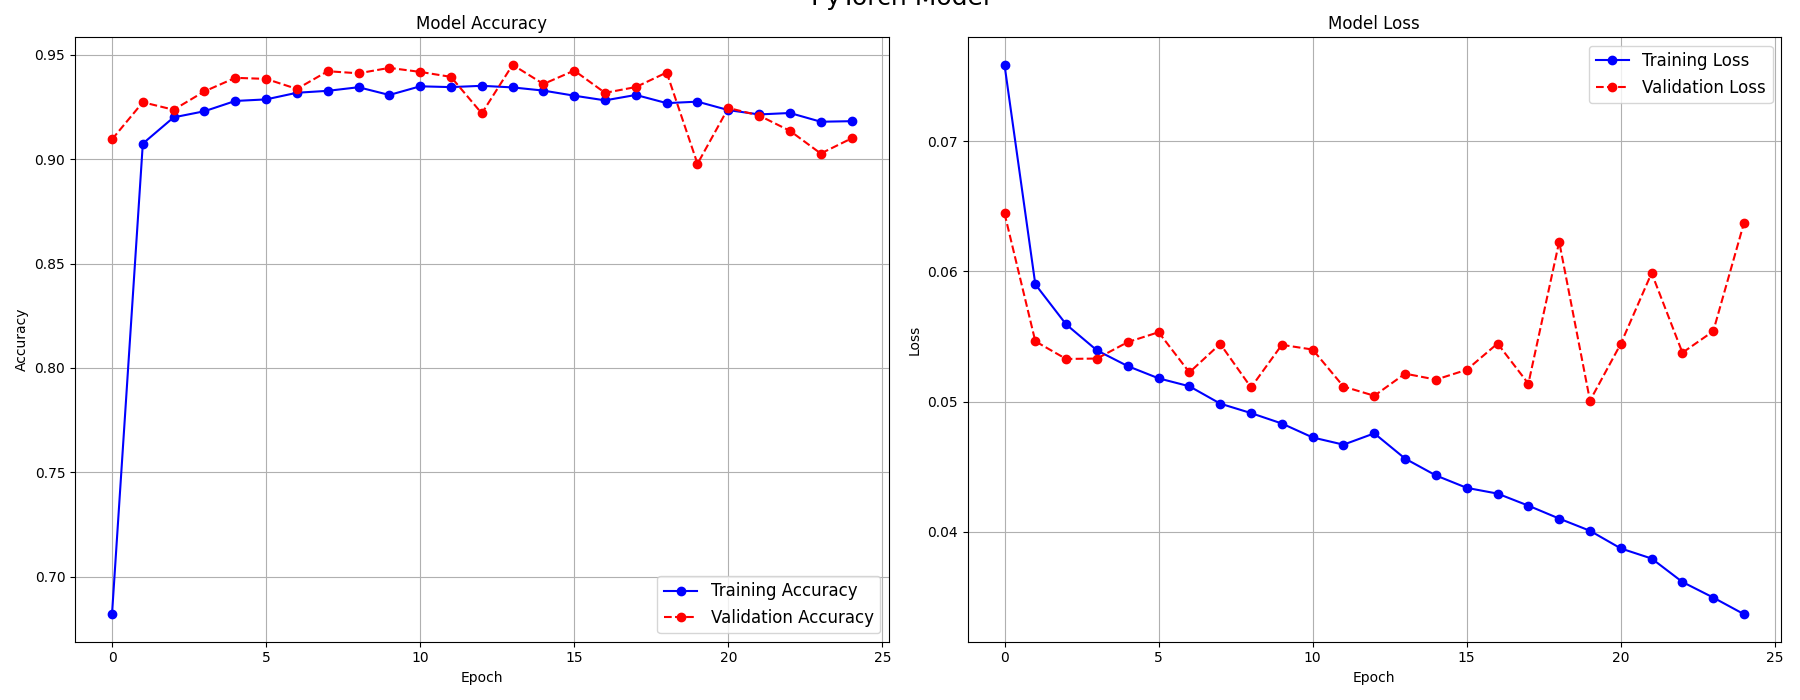 PyTorch Model
Model Accuracy
0.95
0.90
0.85
0.80
0.75
0.70
Accuracy
0 5 10 15 20 25
Epoch
Training Accuracy
Validation Accuracy
Model Loss
0.07
0.06
0.05
0.04
Loss
0 5 10 15 20 25
Epoch
Training Loss
Validation Loss